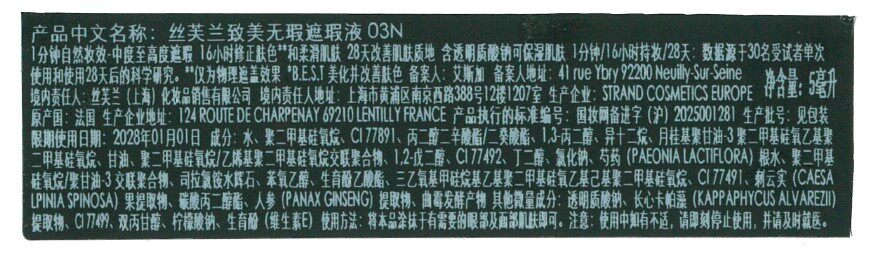 产品中文名称：丝芙兰致美无瑕遮瑕液 03N
1分钟自然妆效-中度至高度遮瑕 16小时修正肤色**和柔滑肌肤 28天改善肌肤质地 含透明质酸钠可保湿肌肤 1分钟/16小时持妆/28天：数据源于30名受试者单次
使用和使用28天后的科学研究。**仅为物理遮盖效果 *B.E.S.T 美化并改善肤色 备案人：艾斯加 备案人地址：41 rue Ybry 92200 Neuilly-Sur-Seine
净含量：5毫升
境内责任人：丝芙兰（上海）化妆品销售有限公司 境内责任人地址：上海市黄浦区南京西路388号12楼1207室 生产企业：STRAND COSMETICS EUROPE
原产国：法国 生产企业地址：124 ROUTE DE CHARPENAY 69210 LENTILLY FRANCE 产品执行的标准编号：国妆网备进字（沪）2025001281 生产批号：见包装
限期使用日期：2028年01月01日 成分：水、聚二甲基硅氧烷、CI 77891、丙二醇二辛酸酯/二癸酸酯、1,3-丙二醇、异十二烷、月桂基聚甘油-3 聚二甲基硅氧乙基聚
二甲基硅氧烷、甘油、聚二甲基硅氧烷/乙烯基聚二甲基硅氧烷交联聚合物、1,2-戊二醇、CI 77492、丁二醇、氯化钠、芍药（PAEONIA LACTIFLORA）根水、聚二甲基
硅氧烷/聚甘油-3 交联聚合物、司拉氯铵水辉石、苯氧乙醇、生育酚乙酸酯、三乙氧基甲硅烷基乙基聚二甲基硅氧乙基己基聚二甲基硅氧烷、CI 77491、刺云实（CAESA
LPINIA SPINOSA）果提取物、碳酸丙二醇酯、人参（PANAX GINSENG）提取物、曲霉发酵产物 其他微量成分：透明质酸钠、长心卡帕藻（KAPPAPHYCUS ALVAREZII）
提取物、CI 77499、双丙甘醇、柠檬酸钠、生育酚（维生素E） 使用方法：将本品涂抹于有需要的眼部及面部肌肤即可。注意：使用中如有不适，请即刻停止使用，并请及时就医。